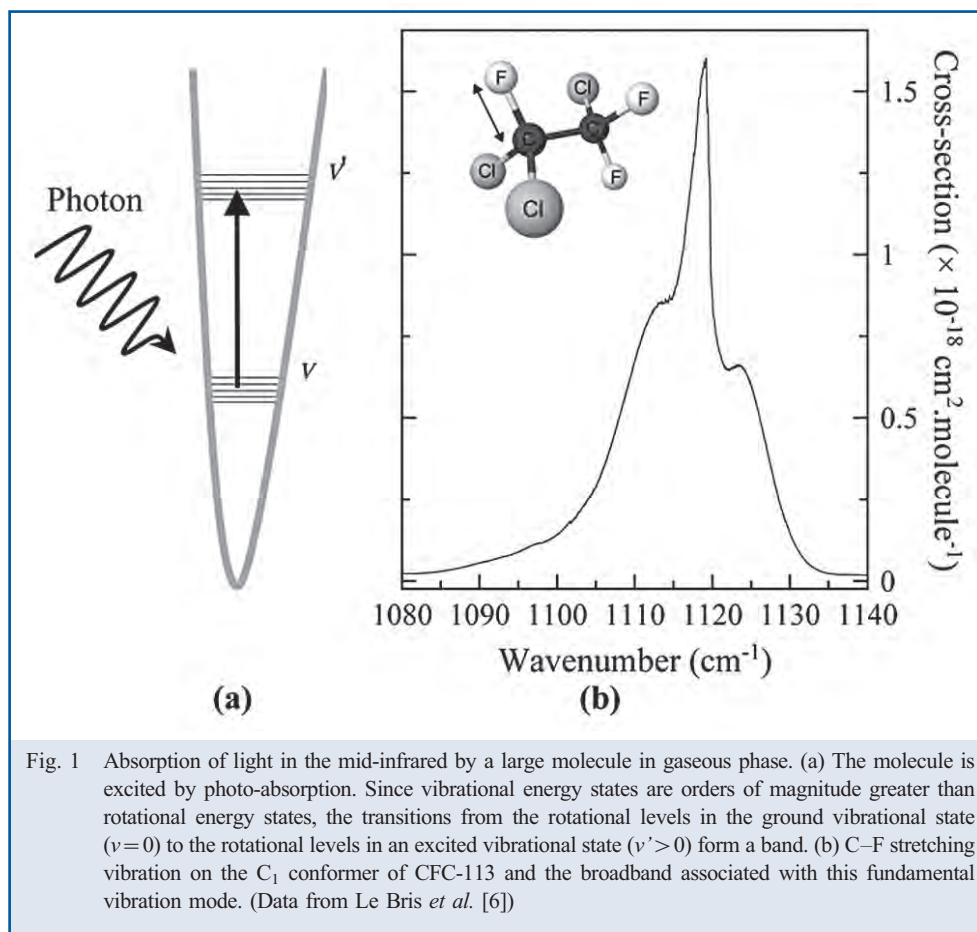 Photon
v'
v
(a)
F
Cl
F
C
C
Cl
F
Cl
1.5
1
0.5
0
Cross-section (× 10⁻¹⁸ cm².molecule⁻¹)
1080 1090 1100 1110 1120 1130 1140
Wavenumber (cm⁻¹)
(b)
Fig. 1 Absorption of light in the mid-infrared by a large molecule in gaseous phase. (a) The molecule is
excited by photo-absorption. Since vibrational energy states are orders of magnitude greater than
rotational energy states, the transitions from the rotational levels in the ground vibrational state
(v=0) to the rotational levels in an excited vibrational state (v'>0) form a band. (b) C–F stretching
vibration on the C₁ conformer of CFC-113 and the broadband associated with this fundamental
vibration mode. (Data from Le Bris et al. [6])